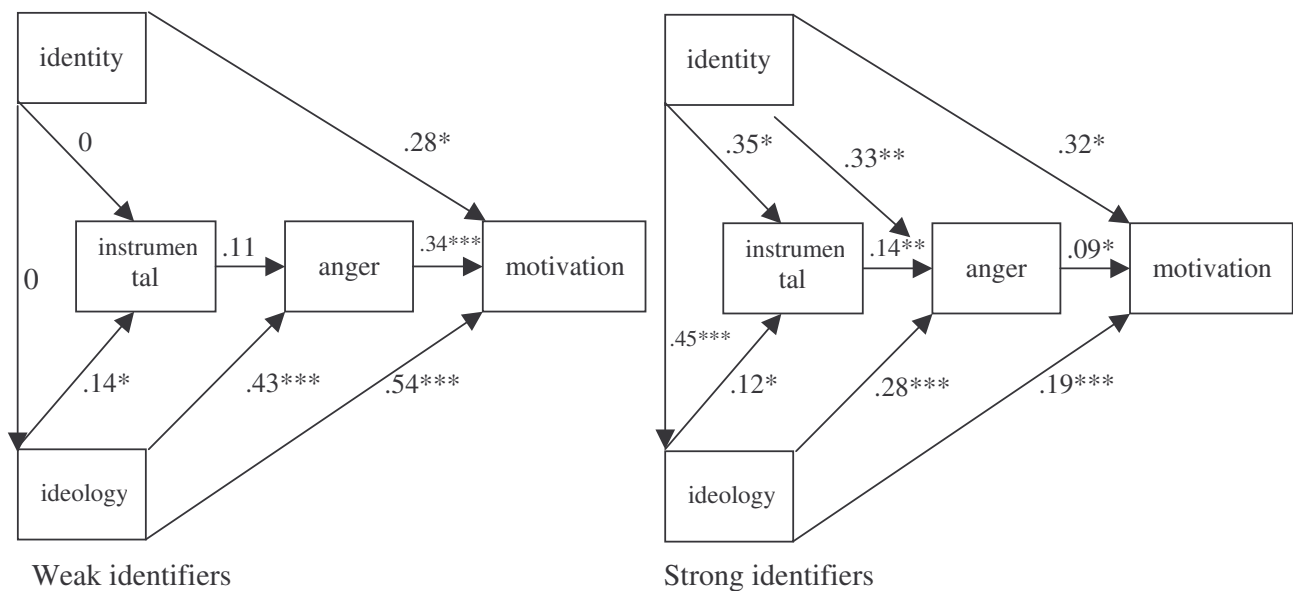 identity
0
.28*
0
instrumen
tal
.11
anger
.34***
motivation
.14*
.43***
.54***
ideology
Weak identifiers
identity
.35*
.33**
.32*
instrumen
tal
.14**
anger
.09*
motivation
.45***
.12*
.28***
.19***
ideology
Strong identifiers